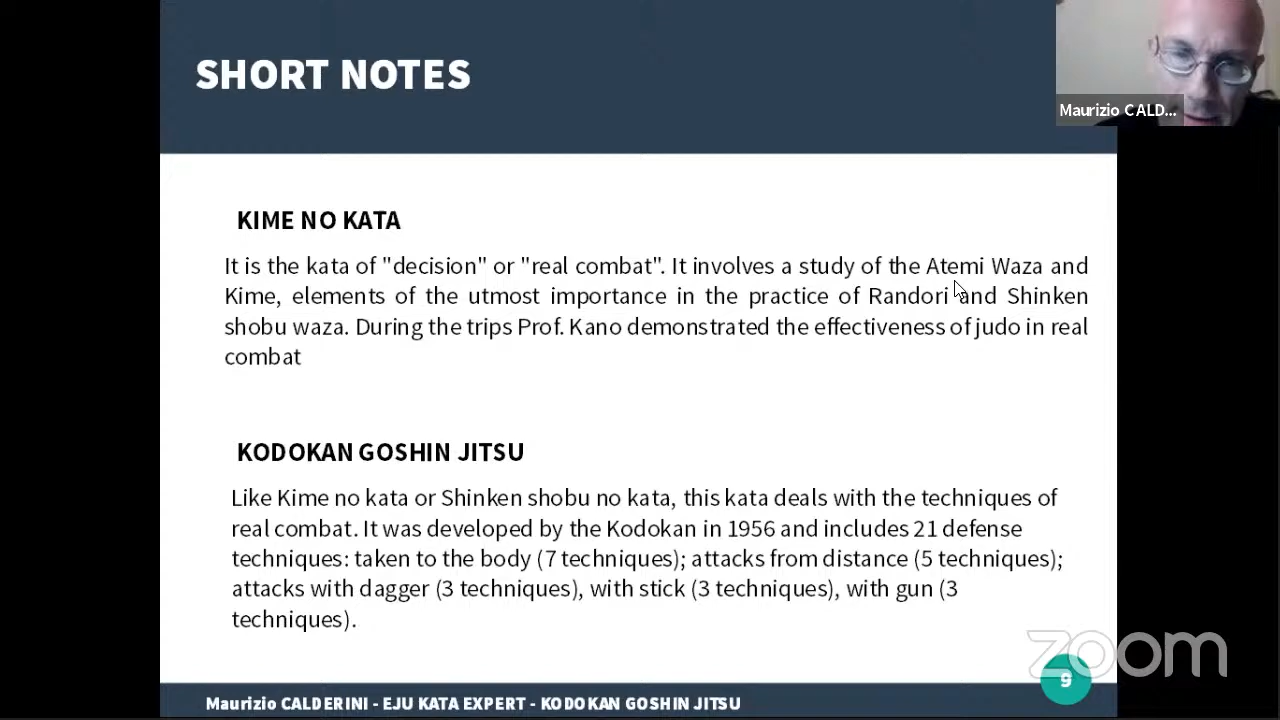 SHORT NOTES
Maurizio CALD...
KIME NO KATA
It is the kata of "decision" or "real combat". It involves a study of the Atemi Waza and
Kime, elements of the utmost importance in the practice of Randori and Shinken
shobu waza. During the trips Prof. Kano demonstrated the effectiveness of judo in real
combat
KODOKAN GOSHIN JITSU
Like Kime no kata or Shinken shobu no kata, this kata deals with the techniques of
real combat. It was developed by the Kodokan in 1956 and includes 21 defense
techniques: taken to the body (7 techniques); attacks from distance (5 techniques);
attacks with dagger (3 techniques), with stick (3 techniques), with gun (3
techniques).
zoom
9
Maurizio CALDERINI - EJU KATA EXPERT - KODOKAN GOSHIN JITSU